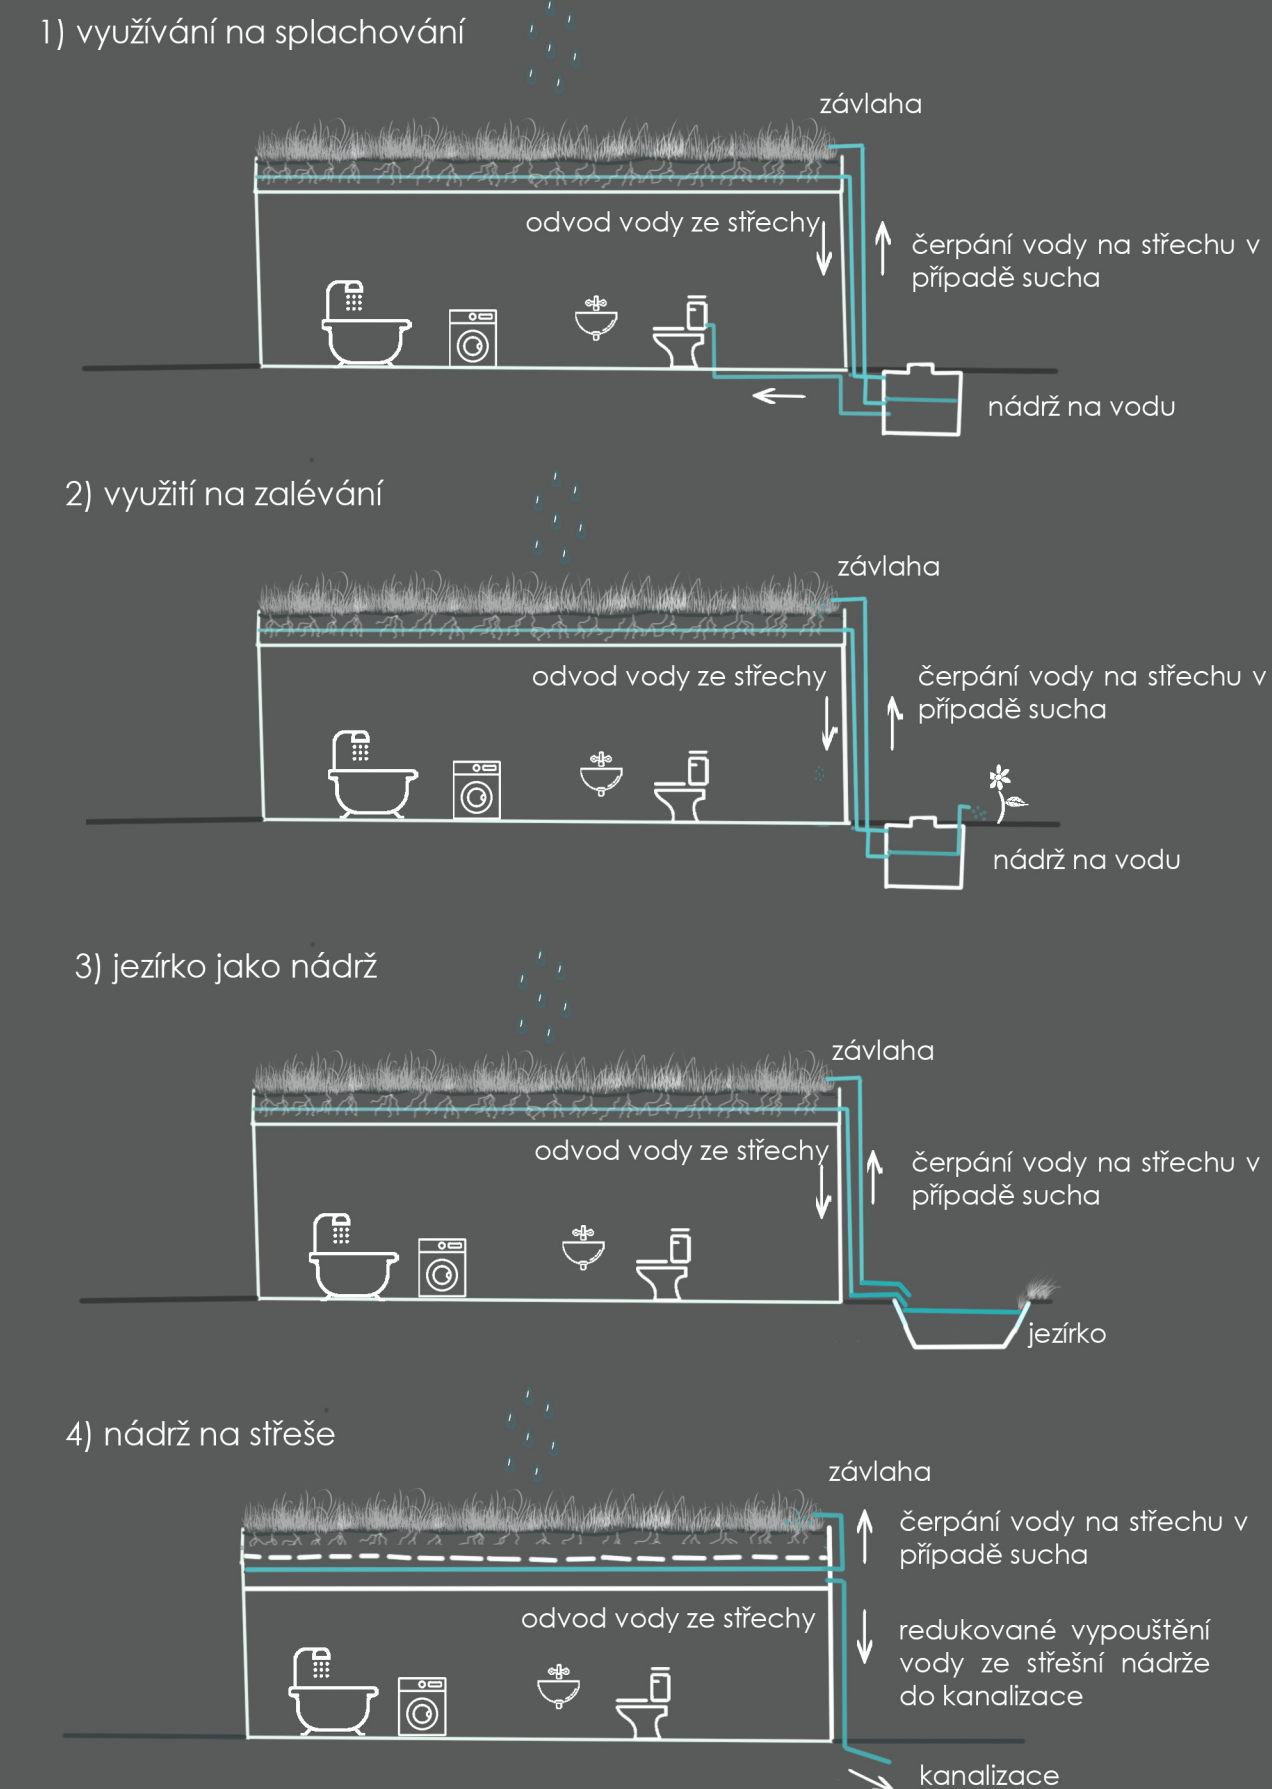 1) využívání na splachování
závlaha
odvod vody ze střechy
čerpání vody na střechu v
případě sucha
nádrž na vodu
2) využití na zalévání
závlaha
odvod vody ze střechy
čerpání vody na střechu v
případě sucha
nádrž na vodu
3) jezírko jako nádrž
závlaha
odvod vody ze střechy
čerpání vody na střechu v
případě sucha
jezírko
4) nádrž na střeše
závlaha
čerpání vody na střechu v
případě sucha
odvod vody ze střechy
redukované vypouštění
vody ze střešní nádrže
do kanalizace
kanalizace